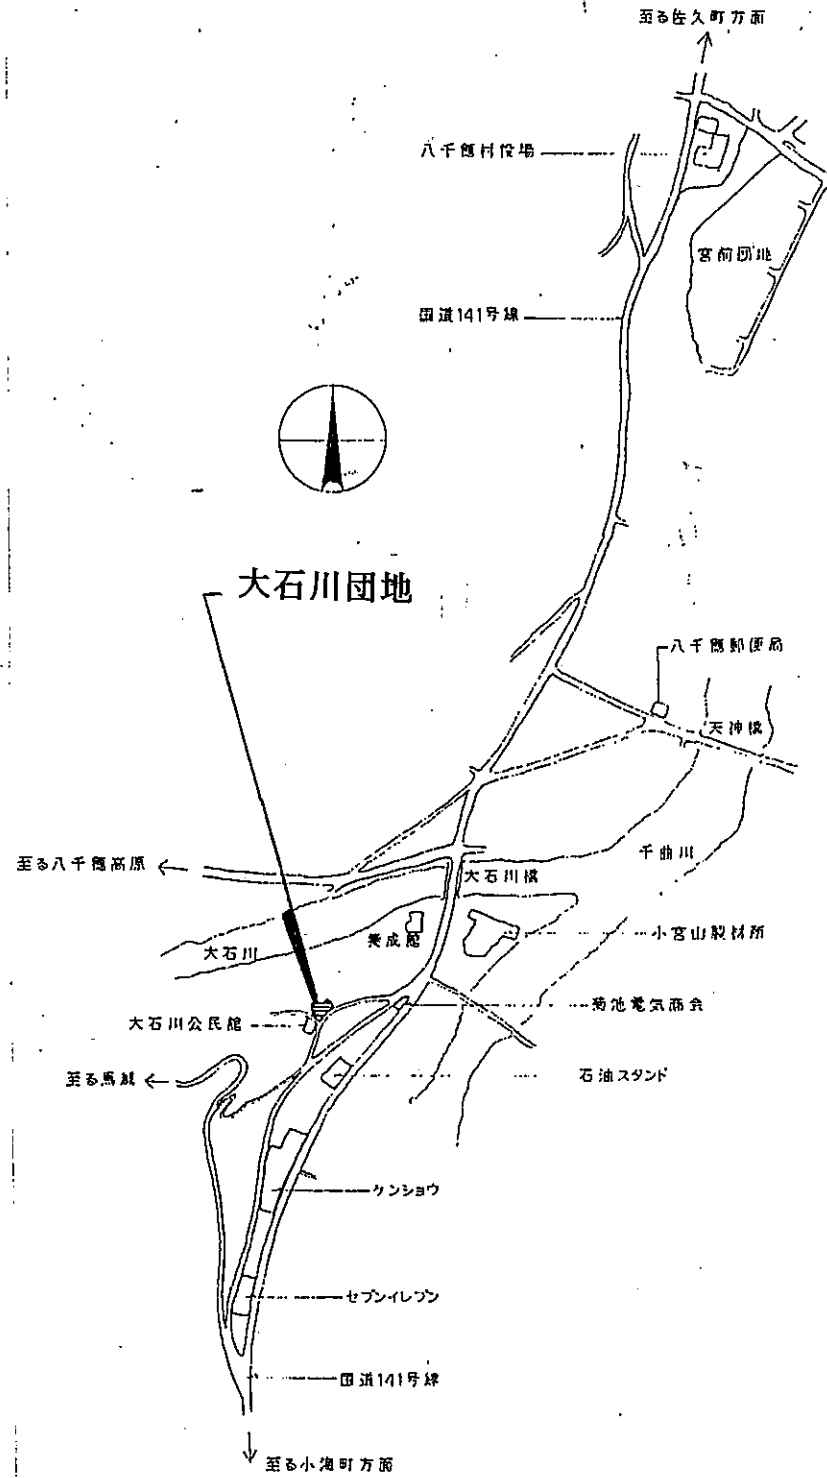 至る佐久町方面
八千穂村役場
宮前団地
国道141号線
大石川団地
八千穂郵便局
天神橋
至る八千穂高原
千曲川
大石川橋
大石川
養成館
小宮山製材所
大石川公民館
菊池電気商会
至る馬越
石油スタンド
ケンショウ
セブンイレブン
国道141号線
至る小海町方面